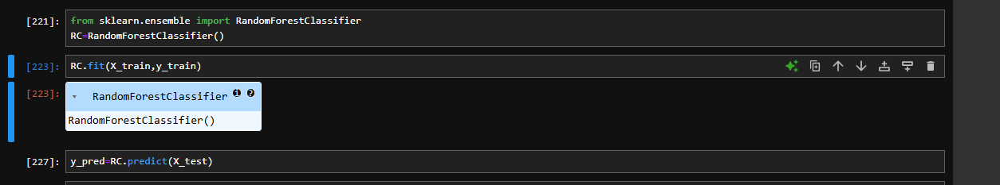 [221]:
from sklearn.ensemble import RandomForestClassifier
RC=RandomForestClassifier()
[223]:
RC.fit(X_train,y_train)
[223]:
RandomForestClassifier i ?
RandomForestClassifier()
[227]:
y_pred=RC.predict(X_test)